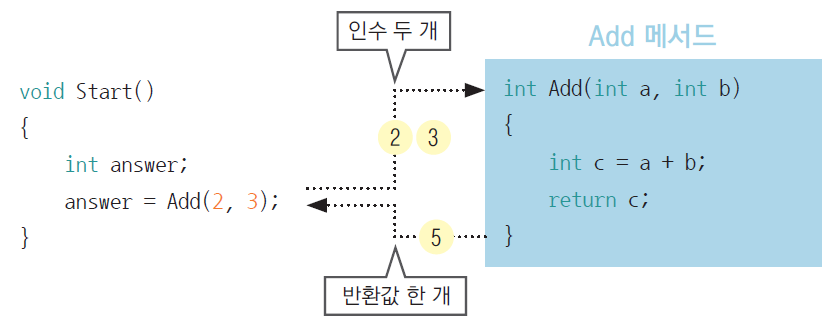 인수 두 개
Add 메서드
void Start()
{
int answer;
answer = Add(2, 3);
}
2 3
int Add(int a, int b)
{
int c = a + b;
return c;
}
5
반환값 한 개